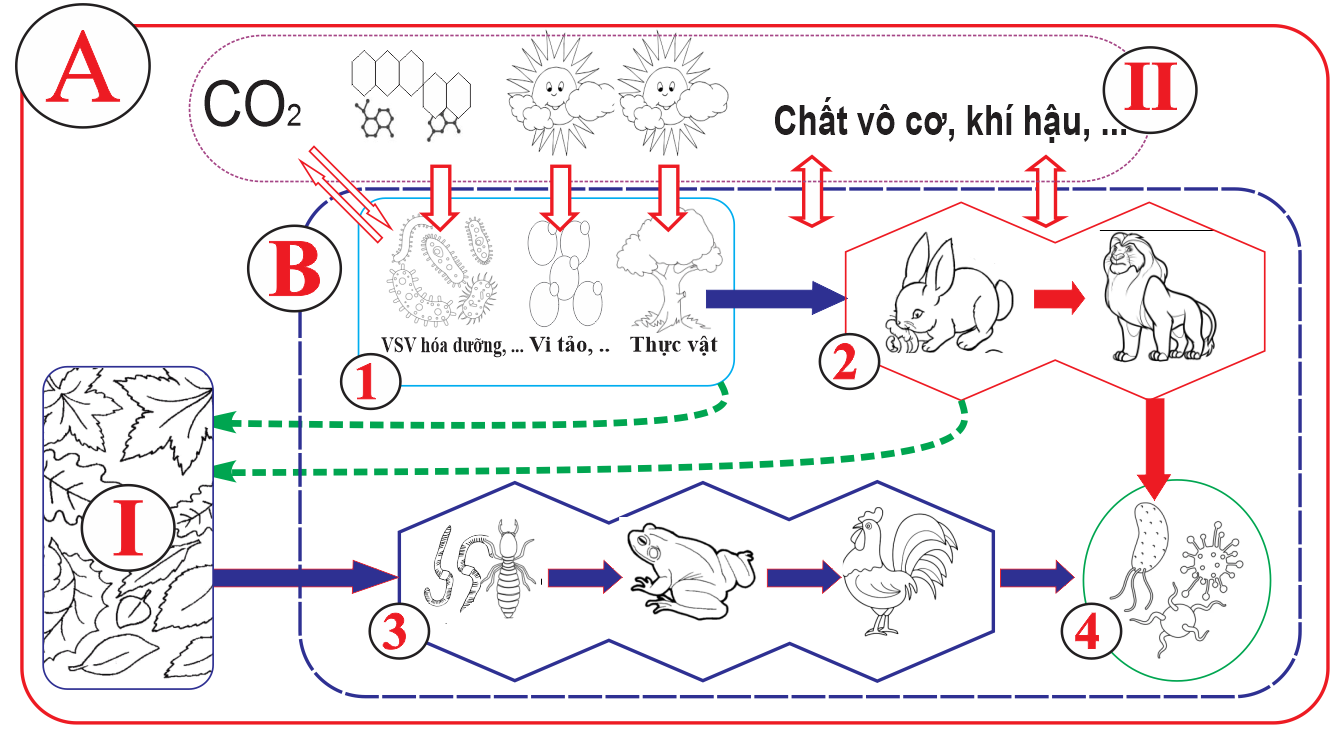 A
II
CO2
Chất vô cơ, khí hậu, ...
B
VSV hóa dưỡng, ... Vi tảo, .. Thực vật
1
2
I
3
4